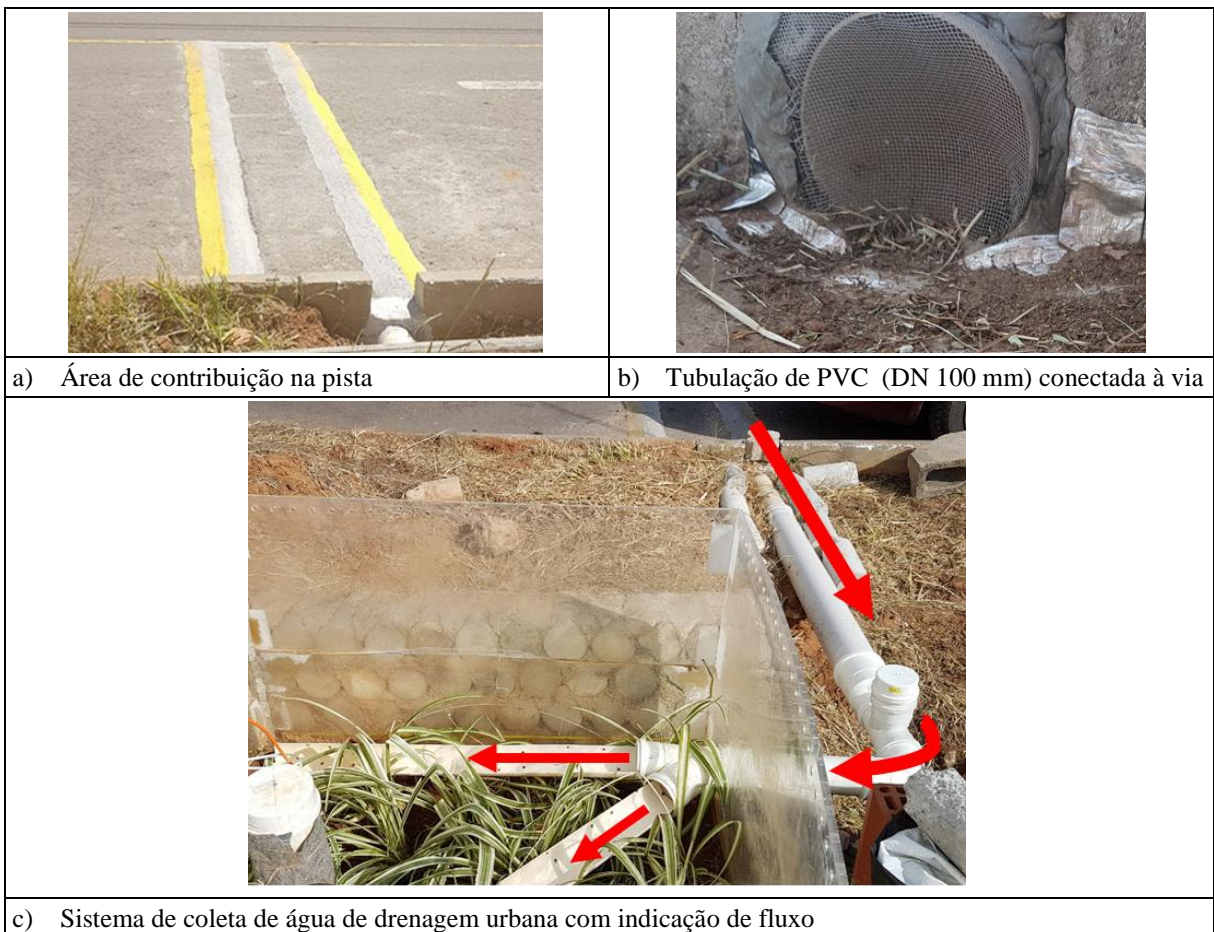 a) Área de contribuição na pista
b) Tubulação de PVC (DN 100 mm) conectada à via
c) Sistema de coleta de água de drenagem urbana com indicação de fluxo